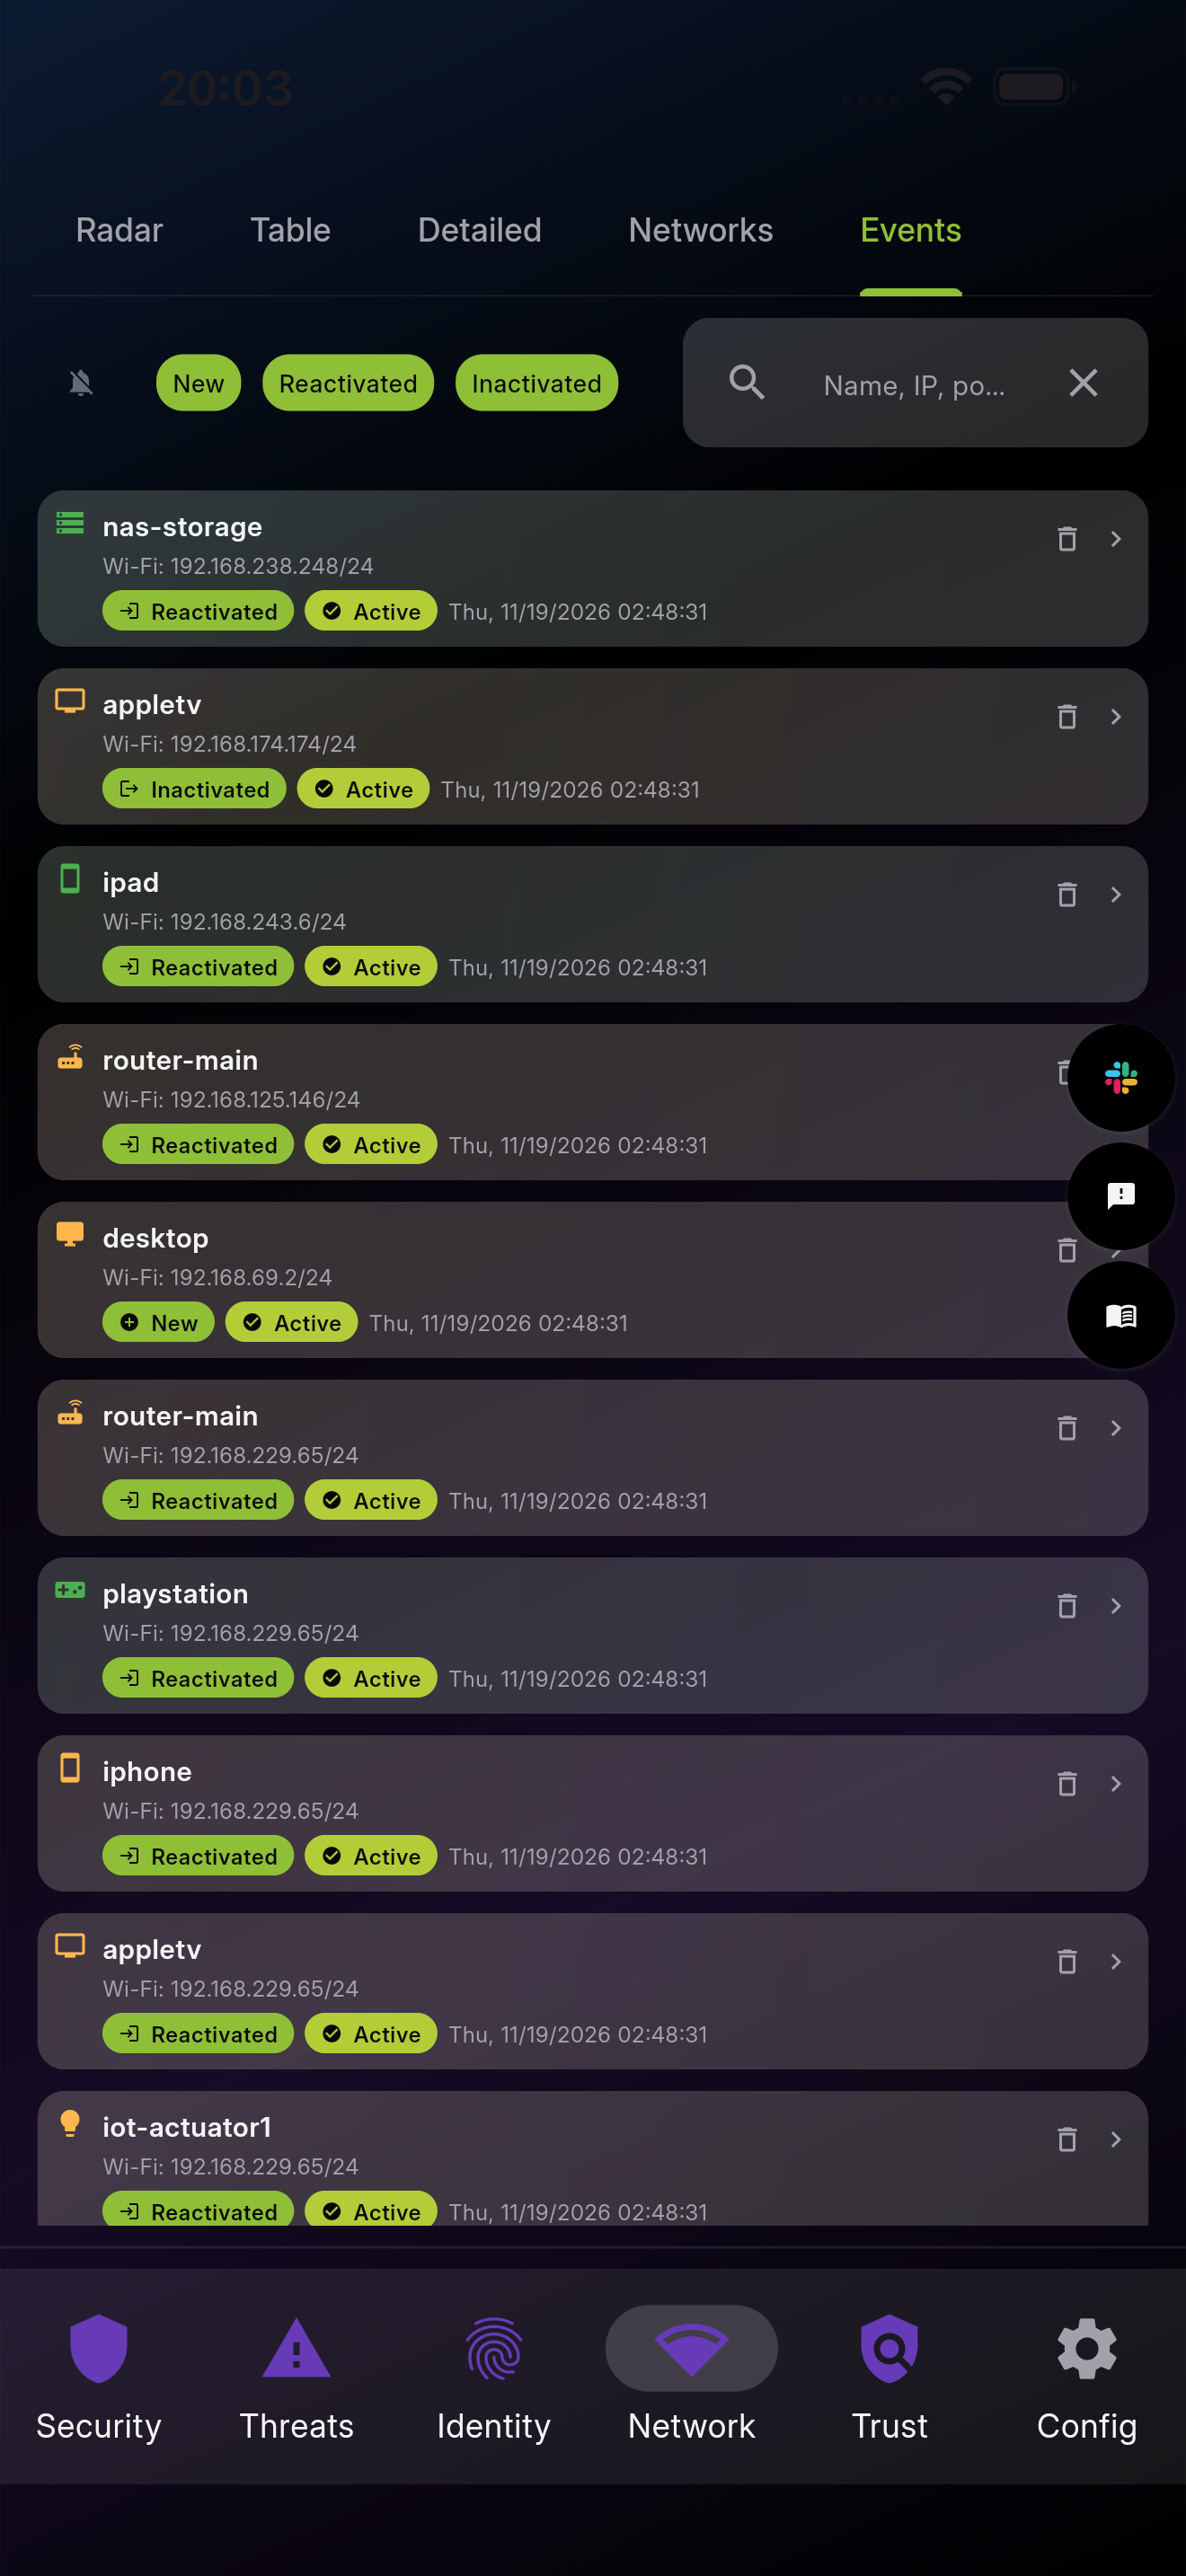 20:03
Radar Table Detailed Networks Events
New Reactivated Inactivated Name, IP, po...
nas-storage
Wi-Fi: 192.168.238.248/24
Reactivated Active Thu, 11/19/2026 02:48:31
appletv
Wi-Fi: 192.168.174.174/24
Inactivated Active Thu, 11/19/2026 02:48:31
ipad
Wi-Fi: 192.168.243.6/24
Reactivated Active Thu, 11/19/2026 02:48:31
router-main
Wi-Fi: 192.168.125.146/24
Reactivated Active Thu, 11/19/2026 02:48:31
desktop
Wi-Fi: 192.168.69.2/24
New Active Thu, 11/19/2026 02:48:31
router-main
Wi-Fi: 192.168.229.65/24
Reactivated Active Thu, 11/19/2026 02:48:31
playstation
Wi-Fi: 192.168.229.65/24
Reactivated Active Thu, 11/19/2026 02:48:31
iphone
Wi-Fi: 192.168.229.65/24
Reactivated Active Thu, 11/19/2026 02:48:31
appletv
Wi-Fi: 192.168.229.65/24
Reactivated Active Thu, 11/19/2026 02:48:31
iot-actuator1
Wi-Fi: 192.168.229.65/24
Reactivated Active Thu, 11/19/2026 02:48:31
Security Threats Identity Network Trust Config